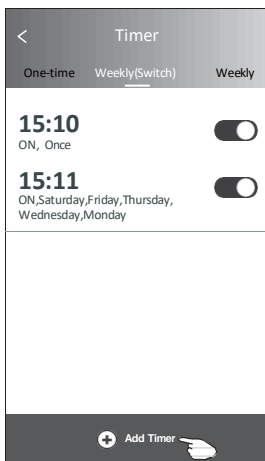 Timer
One-time Weekly(Switch) Weekly
15:10
ON, Once
15:11
ON,Saturday,Friday,Thursday,
Wednesday,Monday
Add Timer